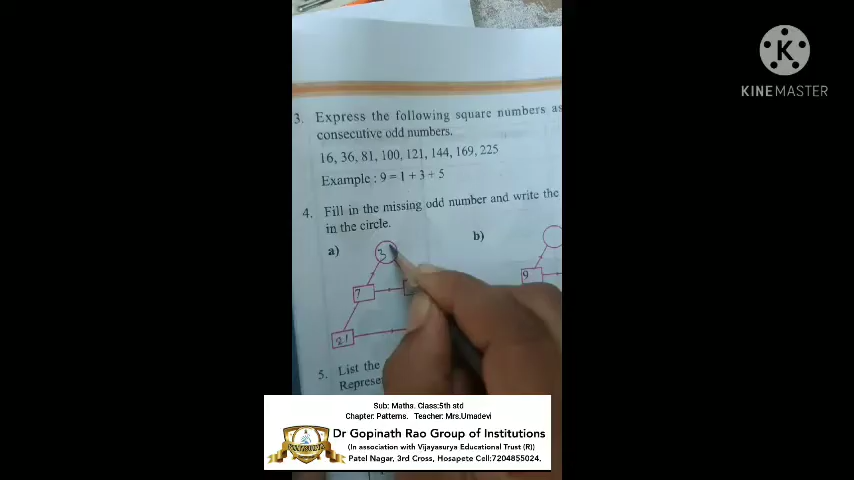 KINEMASTER
3. Express the following square numbers as
consecutive odd numbers.
16, 36, 81, 100, 121, 144, 169, 225
Example : 9 = 1 + 3 + 5
4. Fill in the missing odd number and write the
in the circle.
a)
b)
3
7
9
21
5. List the
Represe
Sub: Maths. Class:5th std
Chapter: Patterns. Teacher: Mrs.Umadevi
Dr Gopinath Rao Group of Institutions
(In association with Vijayasurya Educational Trust (R))
Patel Nagar, 3rd Cross, Hosapete Cell:7204855024.